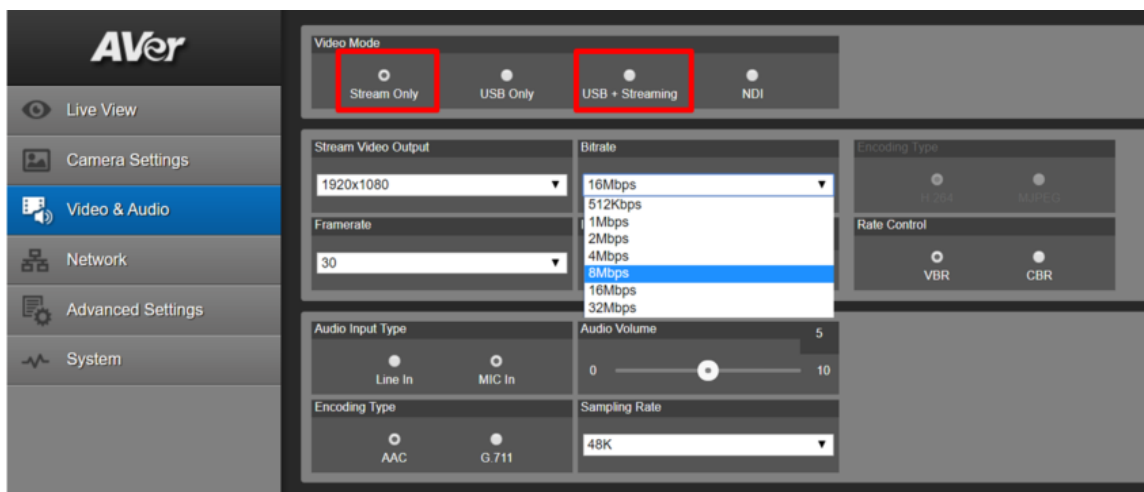 AVer
Live View
Camera Settings
Video & Audio
Network
Advanced Settings
System
Video Mode
Stream Only
USB Only
USB + Streaming
NDI
Stream Video Output
1920x1080
Bitrate
16Mbps
512Kbps
1Mbps
2Mbps
4Mbps
8Mbps
16Mbps
32Mbps
Encoding Type
H.264
MJPEG
Framerate
30
Rate Control
VBR
CBR
Audio Input Type
Line In
MIC In
Audio Volume
5
0
10
Encoding Type
AAC
G.711
Sampling Rate
48K